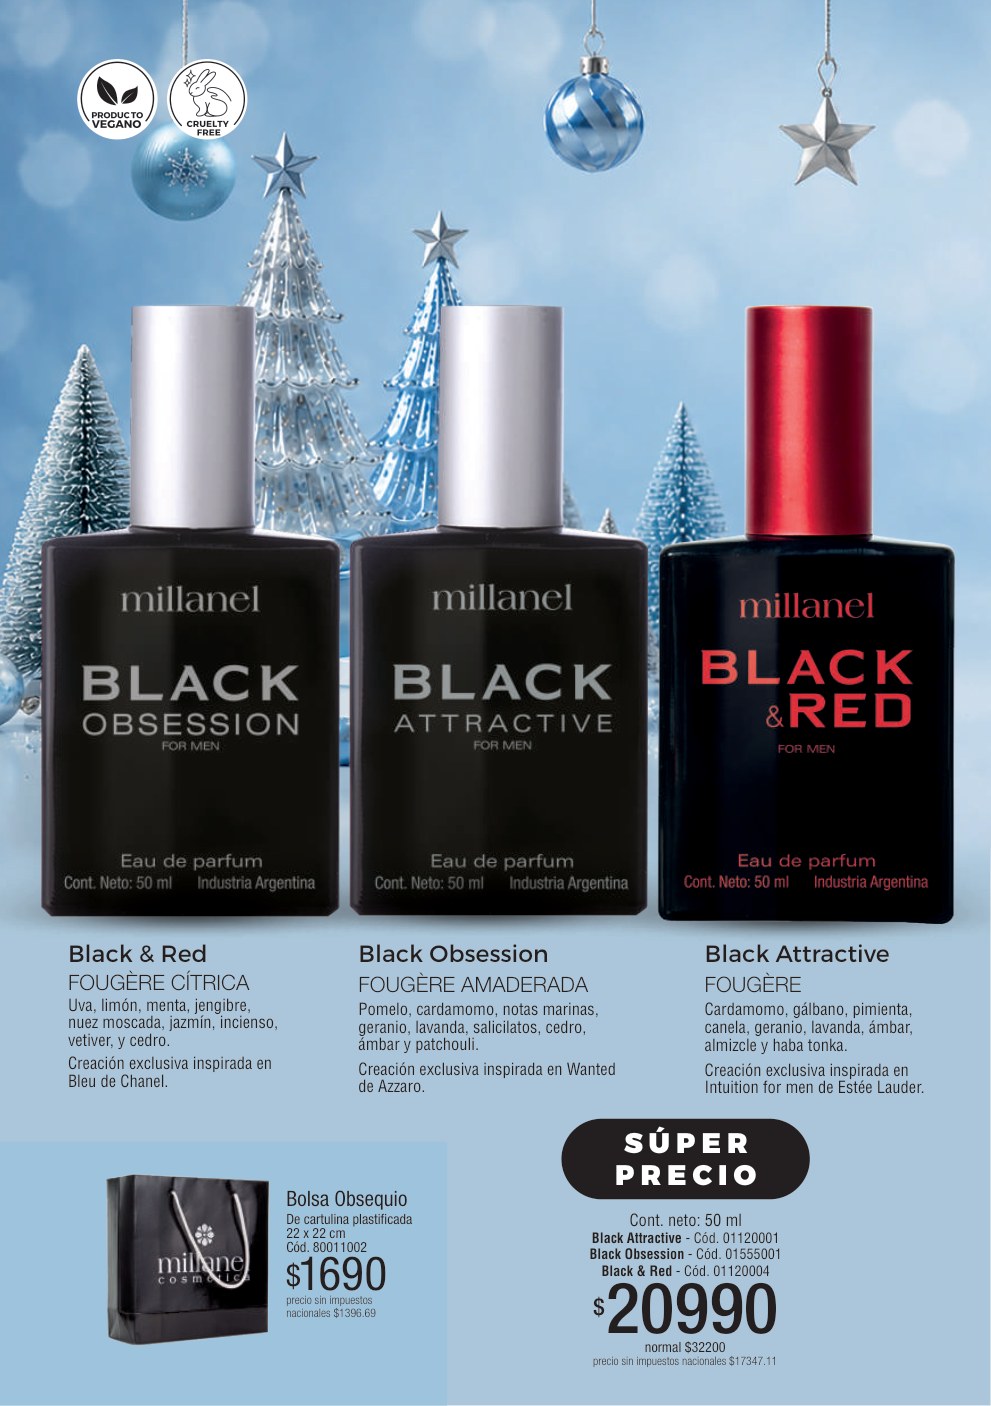 PRODUCTO
VEGANO
CRUELTY
FREE
millanel
BLACK
OBSESSION
FOR MEN
Eau de parfum
Cont. Neto: 50 ml Industria Argentina
millanel
BLACK
ATTRACTIVE
FOR MEN
Eau de parfum
Cont. Neto: 50 ml Industria Argentina
millanel
BLACK
&RED
FOR MEN
Eau de parfum
Cont. Neto: 50 ml Industria Argentina
Black & Red
FOUGÈRE CÍTRICA
Uva, limón, menta, jengibre,
nuez moscada, jazmín, incienso,
vetiver, y cedro.
Creación exclusiva inspirada en
Bleu de Chanel.
Black Obsession
FOUGÈRE AMADERADA
Pomelo, cardamomo, notas marinas,
geranio, lavanda, salicilatos, cedro,
ámbar y patchouli.
Creación exclusiva inspirada en Wanted
de Azzaro.
Black Attractive
FOUGÈRE
Cardamomo, gálbano, pimienta,
canela, geranio, lavanda, ámbar,
almizcle y haba tonka.
Creación exclusiva inspirada en
Intuition for men de Estée Lauder.
millanel
cosmética
Bolsa Obsequio
De cartulina plastificada
22 x 22 cm
Cód. 80011002
$1690
precio sin impuestos
nacionales $1396.69
SÚPER
PRECIO
Cont. neto: 50 ml
Black Attractive - Cód. 01120001
Black Obsession - Cód. 01555001
Black & Red - Cód. 01120004
$20990
normal $32200
precio sin impuestos nacionales $17347.11